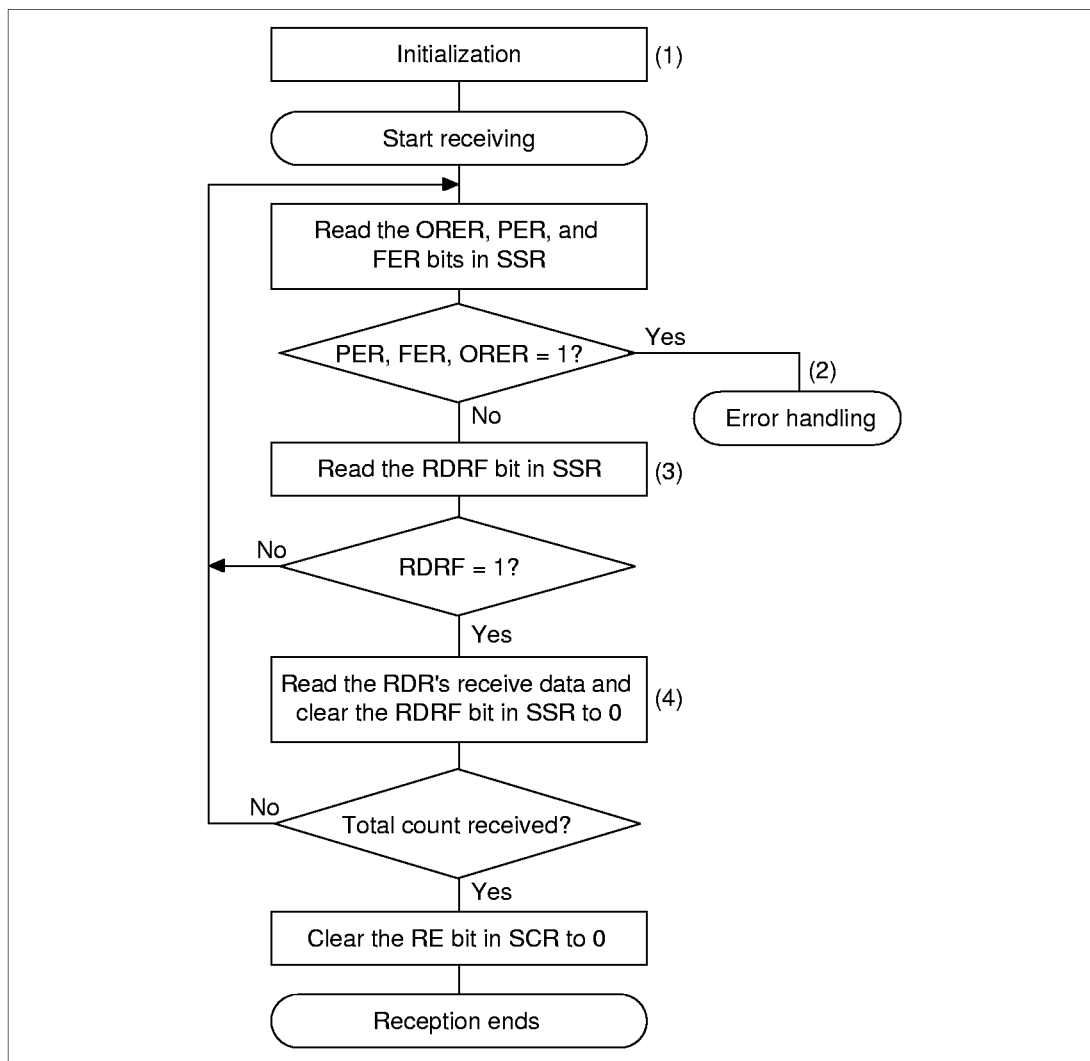 Initialization
(1)
Start receiving
Read the ORER, PER, and
FER bits in SSR
PER, FER, ORER = 1?
Yes
(2)
Error handling
No
Read the RDRF bit in SSR
(3)
No
RDRF = 1?
Yes
Read the RDR's receive data and
clear the RDRF bit in SSR to 0
(4)
No
Total count received?
Yes
Clear the RE bit in SCR to 0
Reception ends